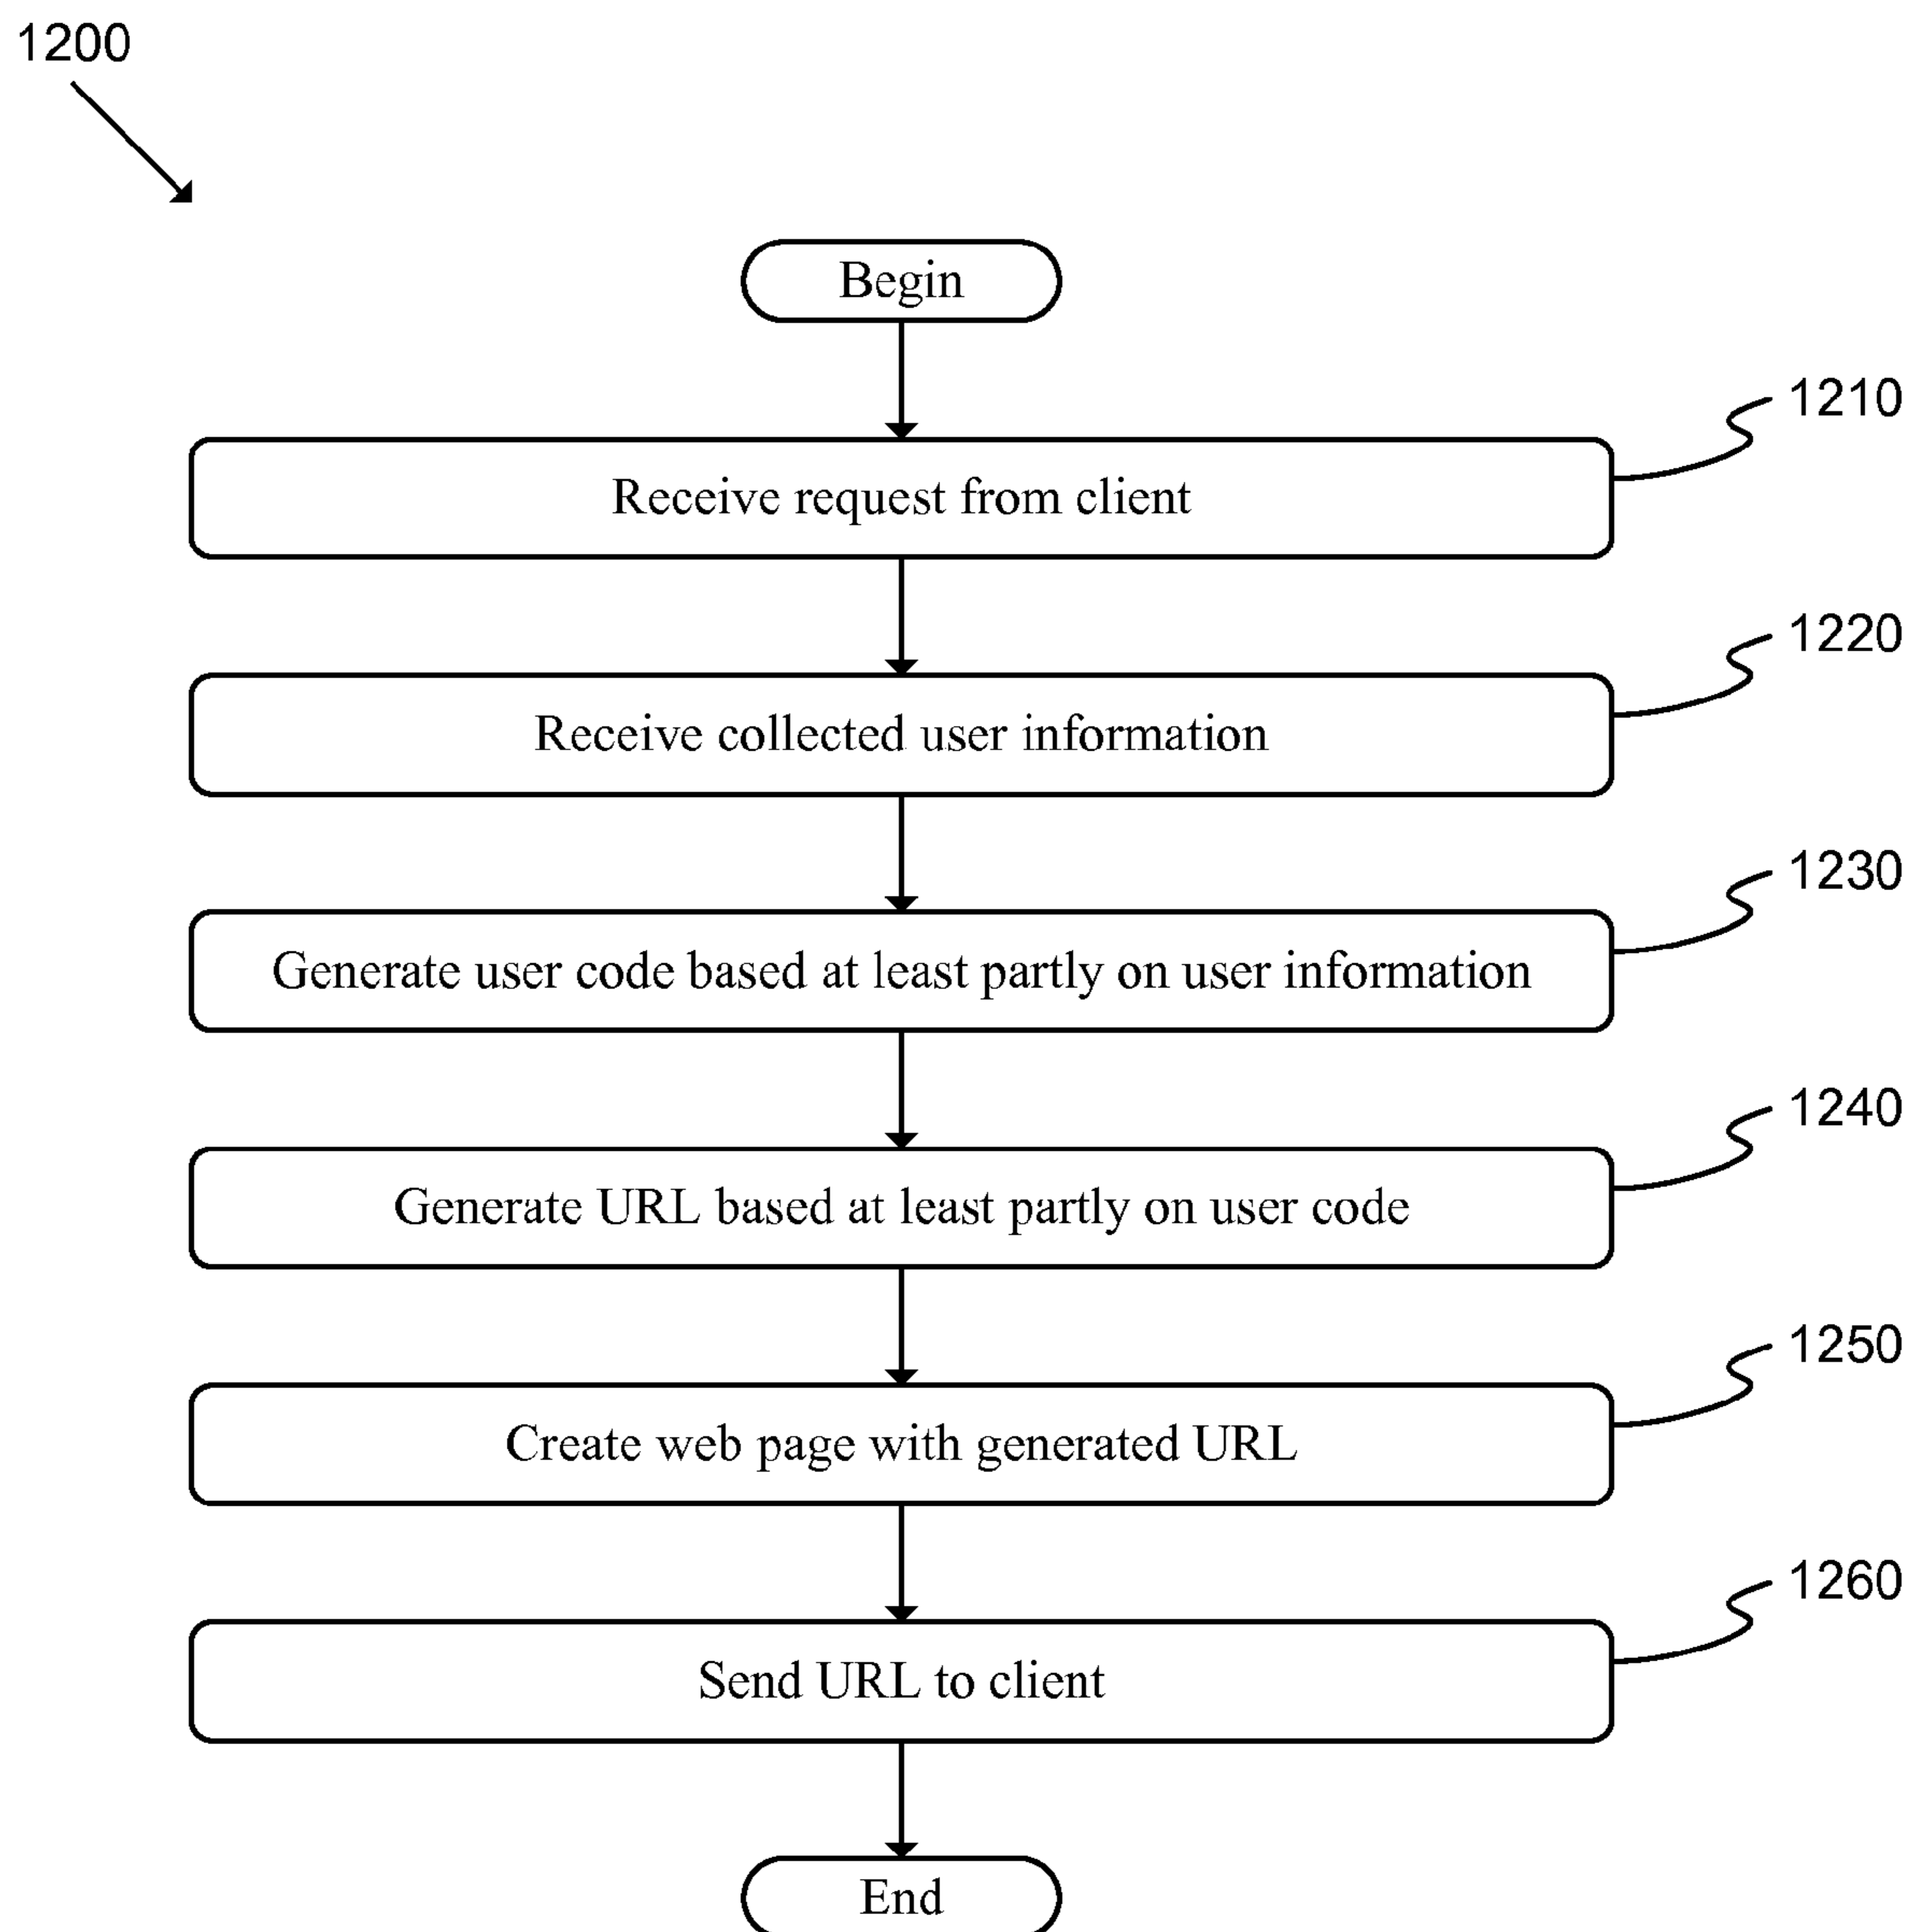 1200
Begin
1210
Receive request from client
1220
Receive collected user information
1230
Generate user code based at least partly on user information
1240
Generate URL based at least partly on user code
1250
Create web page with generated URL
1260
Send URL to client
End